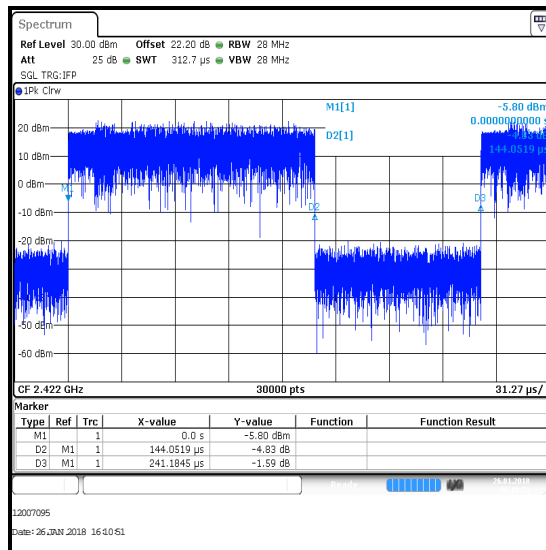 Spectrum
Ref Level 30.00 dBm Offset 22.20 dB RBW 28 MHz
Att 25 dB SWT 312.7 µs VBW 28 MHz
SGL TRG:IFP
1Pk Clrw
M1[1] -5.80 dBm
0.0000000000 s
D2[1]
144.0519 µs
20 dBm
10 dBm
0 dBm
M1
-10 dBm
D2
D3
-20 dBm
-50 dBm
-60 dBm
CF 2.422 GHz 30000 pts 31.27 µs/
Marker
Type Ref Trc X-value Y-value Function Function Result
M1 1 0.0 s -5.80 dBm
D2 M1 1 144.0519 µs -4.83 dB
D3 M1 1 241.1845 µs -1.59 dB
Ready 26.01.2018
12007095
Date: 26.JAN.2018 16:10:51